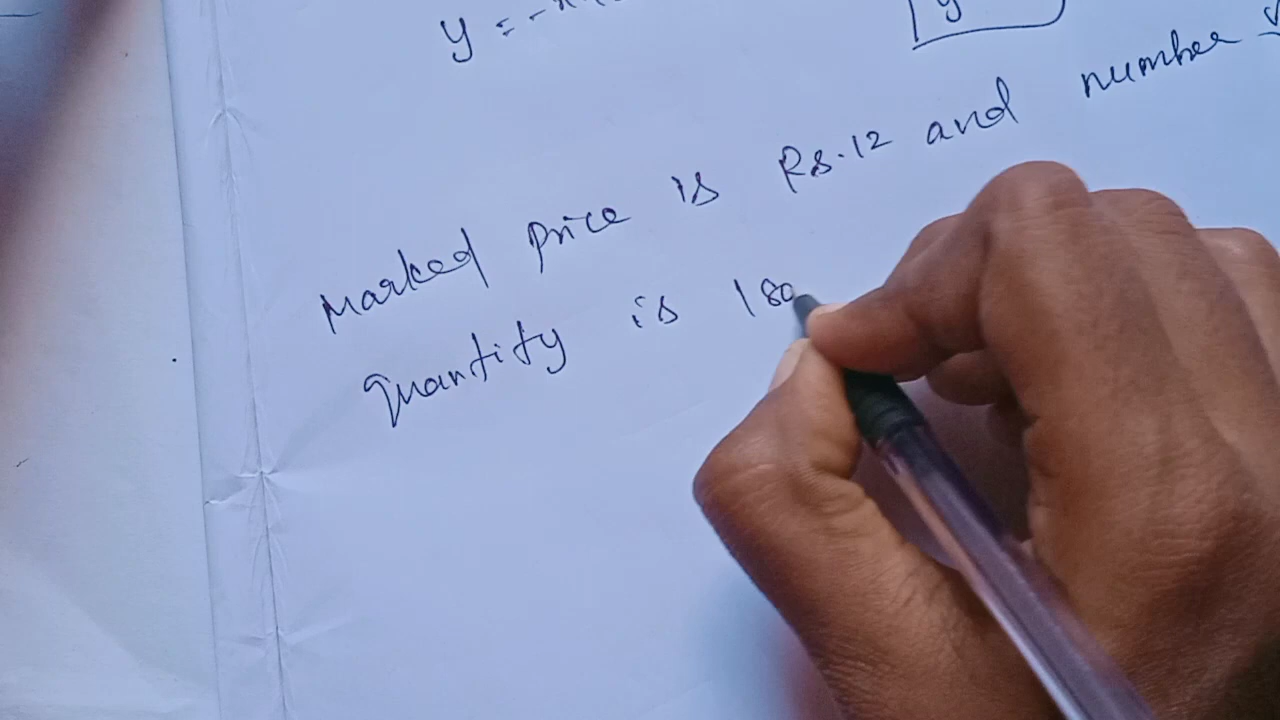 y = -x
y
Marked price is Rs.12 and number
quantity is 180